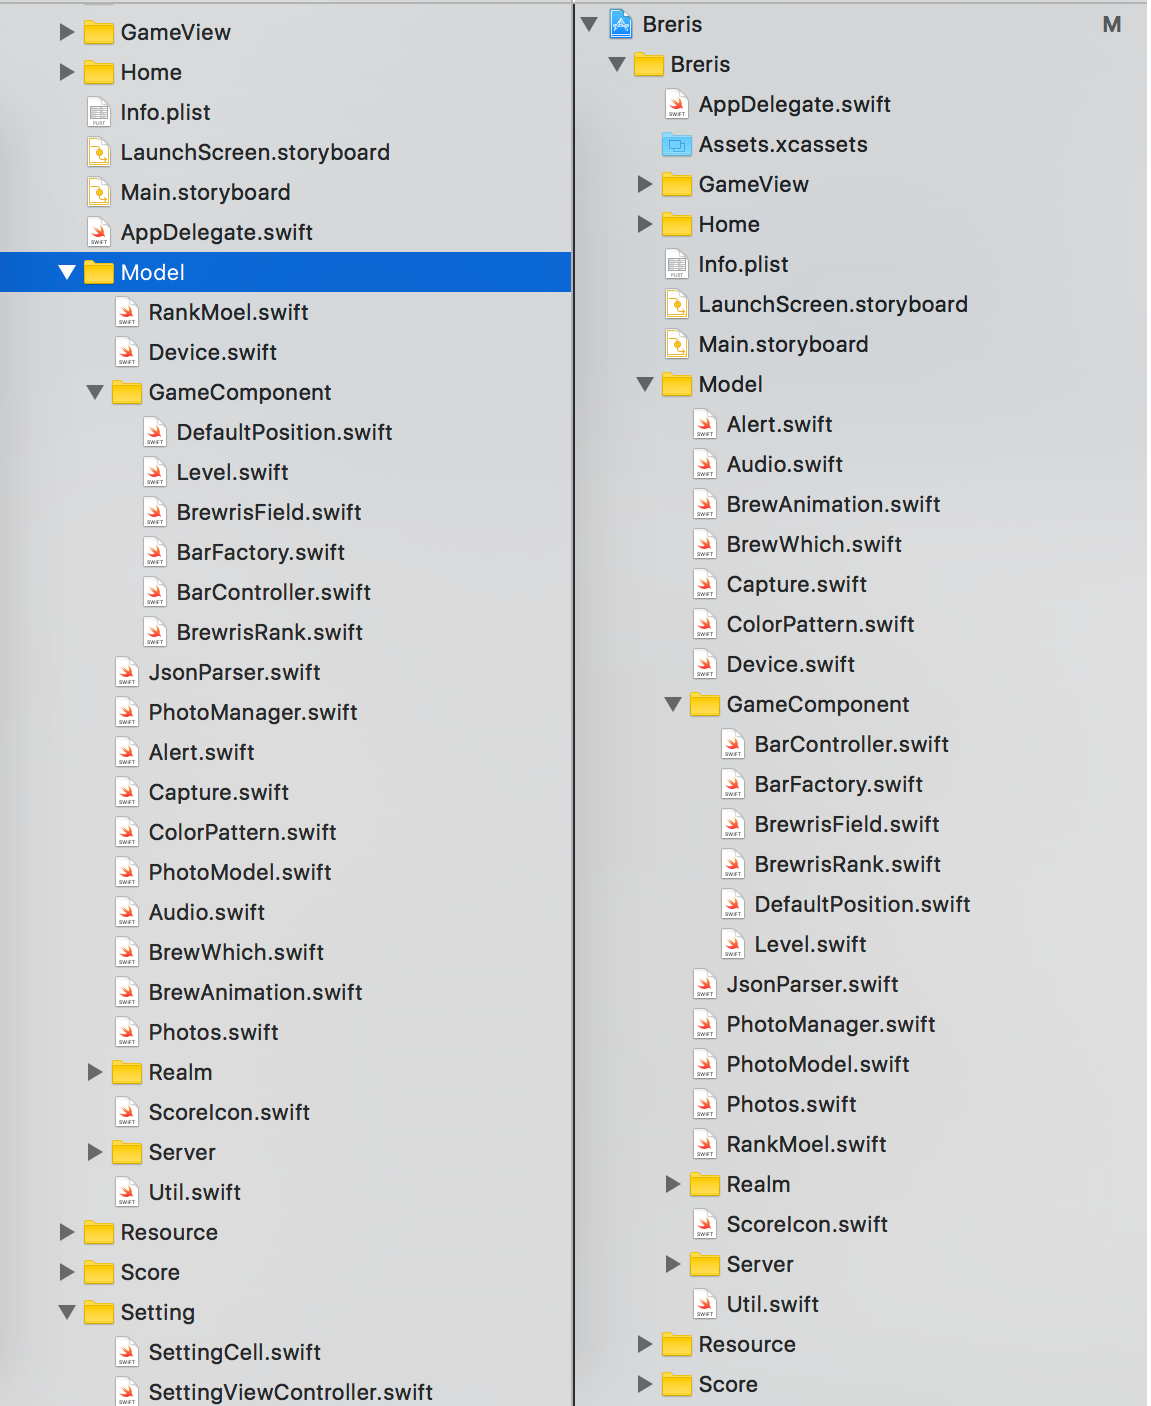 GameView
Home
Info.plist
LaunchScreen.storyboard
Main.storyboard
AppDelegate.swift
Model
RankMoel.swift
Device.swift
GameComponent
DefaultPosition.swift
Level.swift
BrewrisField.swift
BarFactory.swift
BarController.swift
BrewrisRank.swift
JsonParser.swift
PhotoManager.swift
Alert.swift
Capture.swift
ColorPattern.swift
PhotoModel.swift
Audio.swift
BrewWhich.swift
BrewAnimation.swift
Photos.swift
Realm
ScoreIcon.swift
Server
Util.swift
Resource
Score
Setting
SettingCell.swift
SettingViewController.swift
Breris M
Breris
AppDelegate.swift
Assets.xcassets
GameView
Home
Info.plist
LaunchScreen.storyboard
Main.storyboard
Model
Alert.swift
Audio.swift
BrewAnimation.swift
BrewWhich.swift
Capture.swift
ColorPattern.swift
Device.swift
GameComponent
BarController.swift
BarFactory.swift
BrewrisField.swift
BrewrisRank.swift
DefaultPosition.swift
Level.swift
JsonParser.swift
PhotoManager.swift
PhotoModel.swift
Photos.swift
RankMoel.swift
Realm
ScoreIcon.swift
Server
Util.swift
Resource
Score